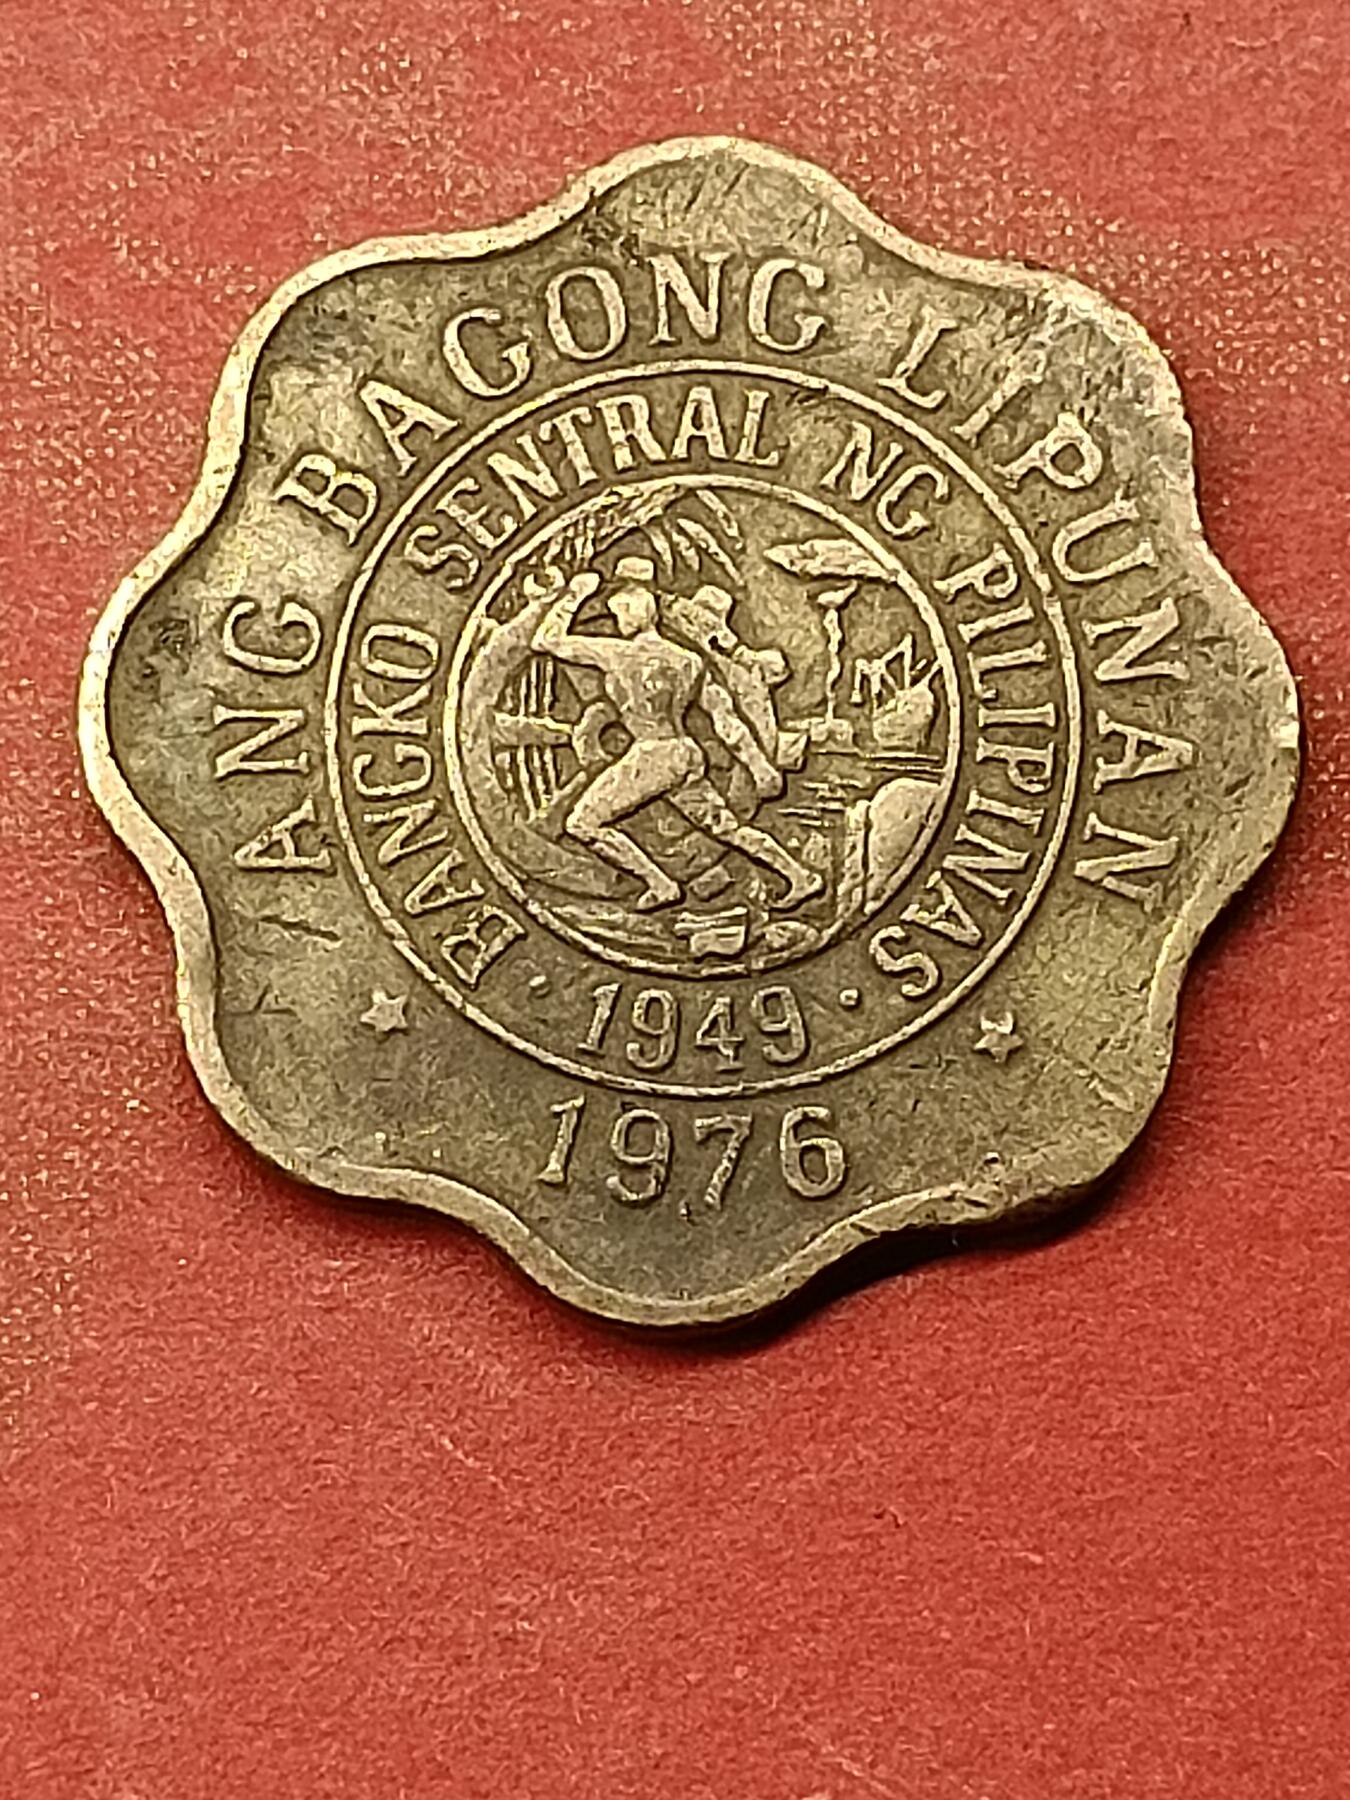 ANG BAGONG LIPUNAN
BANGKO SENTRAL NG PILIPINAS
· 1949 ·
1976